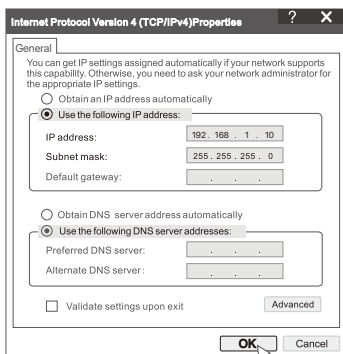 Internet Protocol Version 4 (TCP/IPv4)Properties ? X
General
You can get IP settings assigned automatically if your network supports
this capability. Otherwise, you need to ask your network administrator for
the appropriate IP settings.
Obtain an IP address automatically
Use the following IP address:
IP address: 192. 168 . 1 . 10
Subnet mask: 255. 255. 255. 0
Default gateway: . . .
Obtain DNS server address automatically
Use the following DNS server addresses:
Preferred DNS server: . . .
Alternate DNS server: . . .
Validate settings upon exit Advanced
OK Cancel